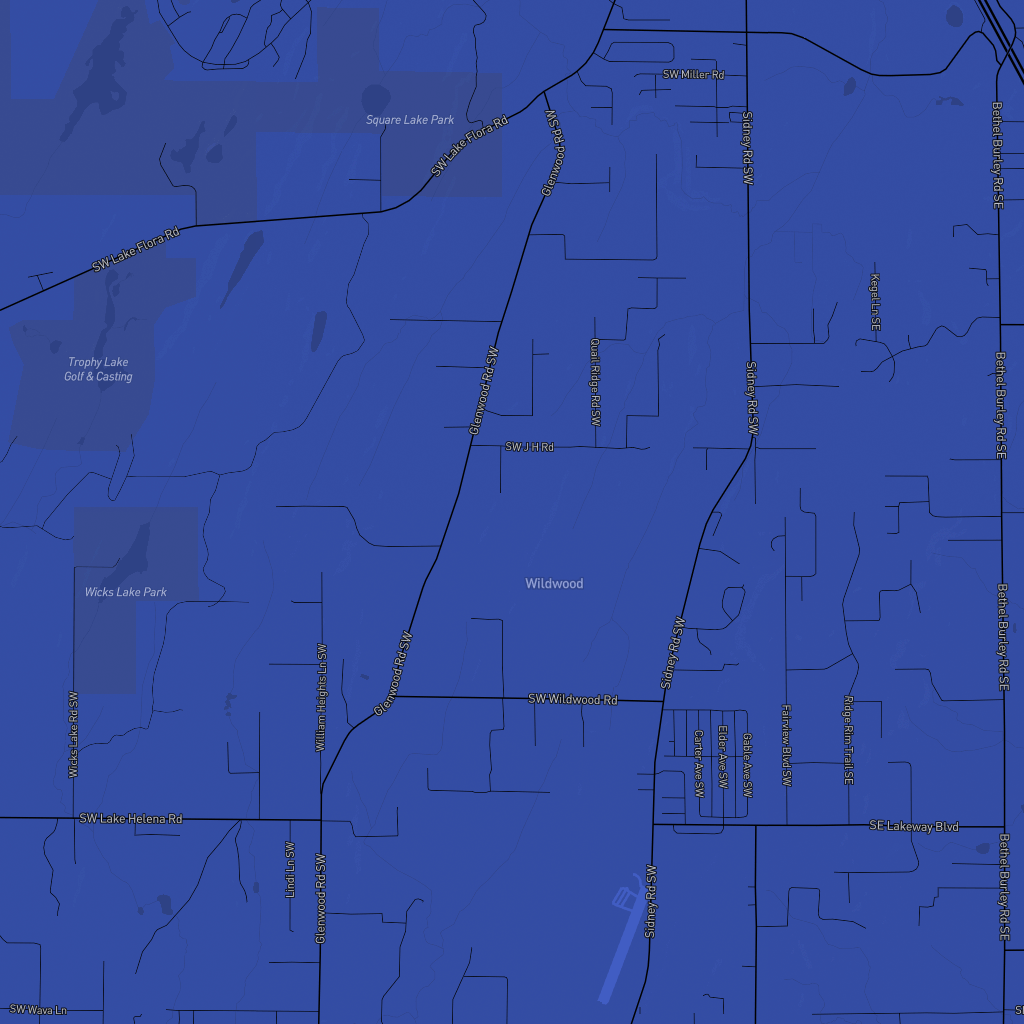 SW Miller Rd
Square Lake Park
SW Lake Flora Rd
Glenwood Rd SW
Sidney Rd SW
Bethel Burley Rd SE
SW Lake Flora Rd
Kegel Ln SE
Trophy Lake
Golf & Casting
Glenwood Rd SW
Quail Ridge Rd SW
Sidney Rd SW
Bethel Burley Rd SE
SW J H Rd
Wildwood
Wicks Lake Park
Bethel Burley Rd SE
Sidney Rd SW
Glenwood Rd SW
William Heights Ln SW
SW Wildwood Rd
Wicks Lake Rd SW
Carter Ave SW
Elder Ave SW
Gable Ave SW
Fairview Blvd SW
Ridge Rim Trail SE
SW Lake Helena Rd
SE Lakeway Blvd
Lindi Ln SW
Glenwood Rd SW
Sidney Rd SW
Bethel Burley Rd SE
SW Wava Ln